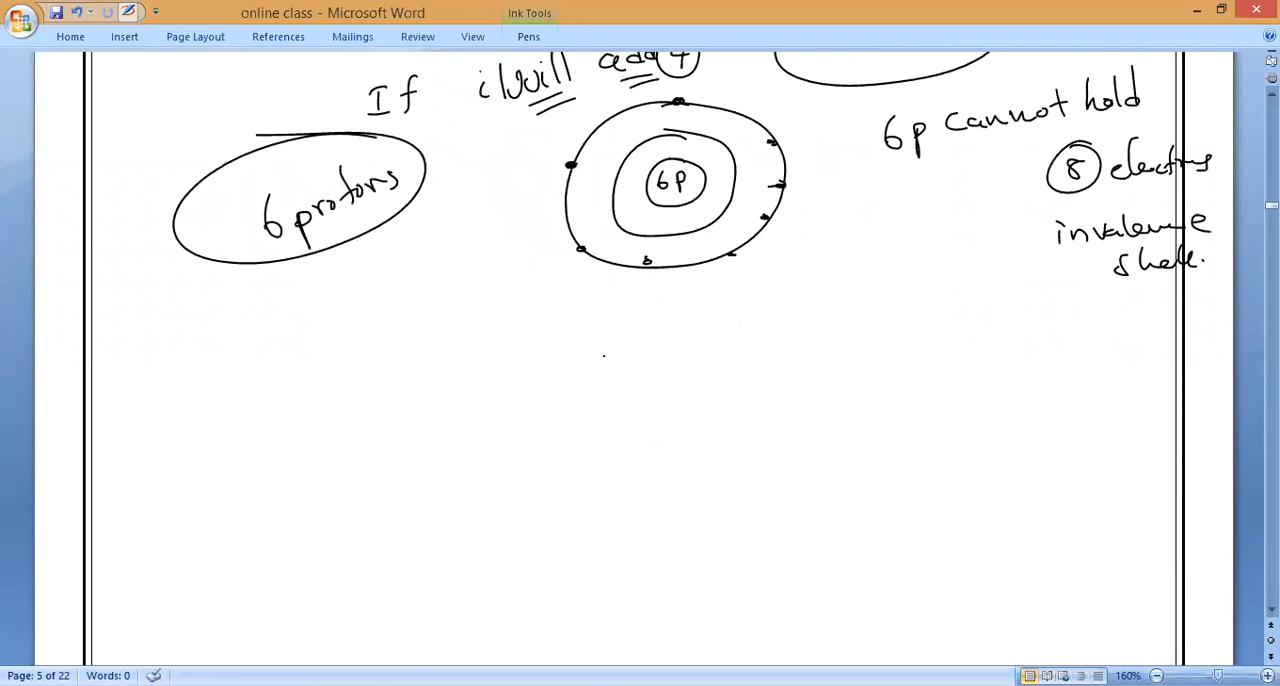 online class - Microsoft Word
Ink Tools
Home Insert Page Layout References Mailings Review View Pens
If i will add 4
6 protons
6p
6p cannot hold
8 electrons
in valence
shell.
Page: 5 of 22 Words: 0
160%